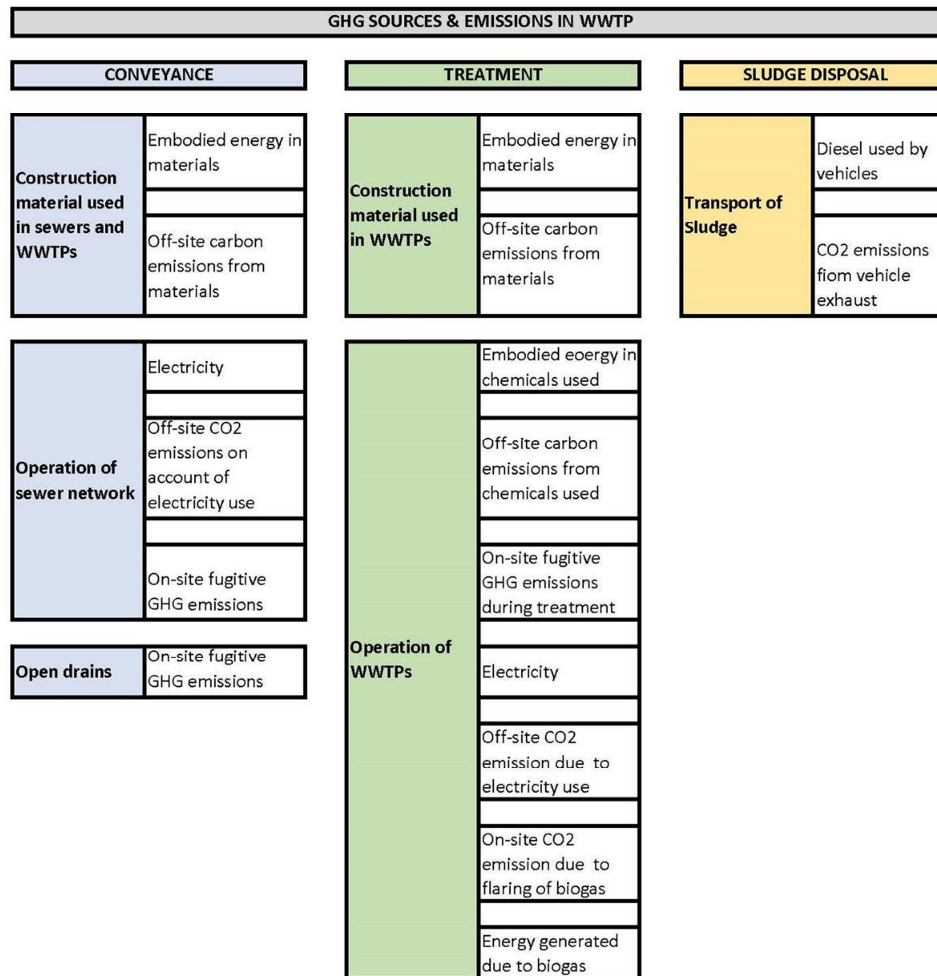 GHG SOURCES & EMISSIONS IN WWTP
CONVEYANCE
Construction
material used
in sewers and
WWTPs
Embodied energy in
materials
Off-site carbon
emissions from
materials
Operation of
sewer network
Electricity
Off-site CO2
emissions on
account of
electricity use
On-site fugitive
GHG emissions
Open drains
On-site fugitive
GHG emissions
TREATMENT
Construction
material used
in WWTPs
Embodied energy in
materials
Off-site carbon
emissions from
materials
Operation of
WWTPs
Embodied eoergy in
chemicals used
Off-site carbon
emissions from
chemicals used
On-site fugitive
GHG emissions
during treatment
Electricity
Off-site CO2
emission due to
electricity use
On-site CO2
emission due to
flaring of biogas
Energy generated
due to biogas
SLUDGE DISPOSAL
Transport of
Sludge
Diesel used by
vehicles
CO2 emissions
fiom vehicle
exhaust